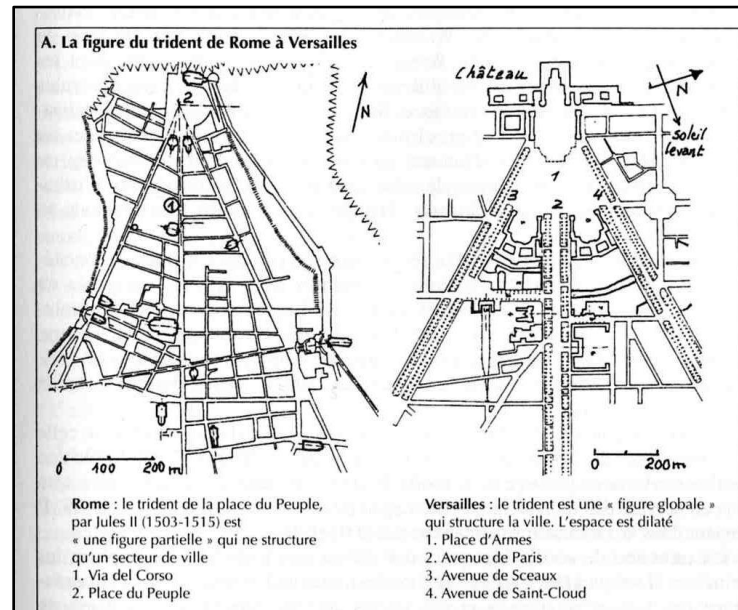 A. La figure du trident de Rome à Versailles
2
N
1
0 100 200 m
Château
N
soleil
levant
1
3
2
4
0 200 m
Rome : le trident de la place du Peuple,
par Jules II (1503-1515) est
« une figure partielle » qui ne structure
qu'un secteur de ville
1. Via del Corso
2. Place du Peuple
Versailles : le trident est une « figure globale »
qui structure la ville. L'espace est dilaté
1. Place d'Armes
2. Avenue de Paris
3. Avenue de Sceaux
4. Avenue de Saint-Cloud